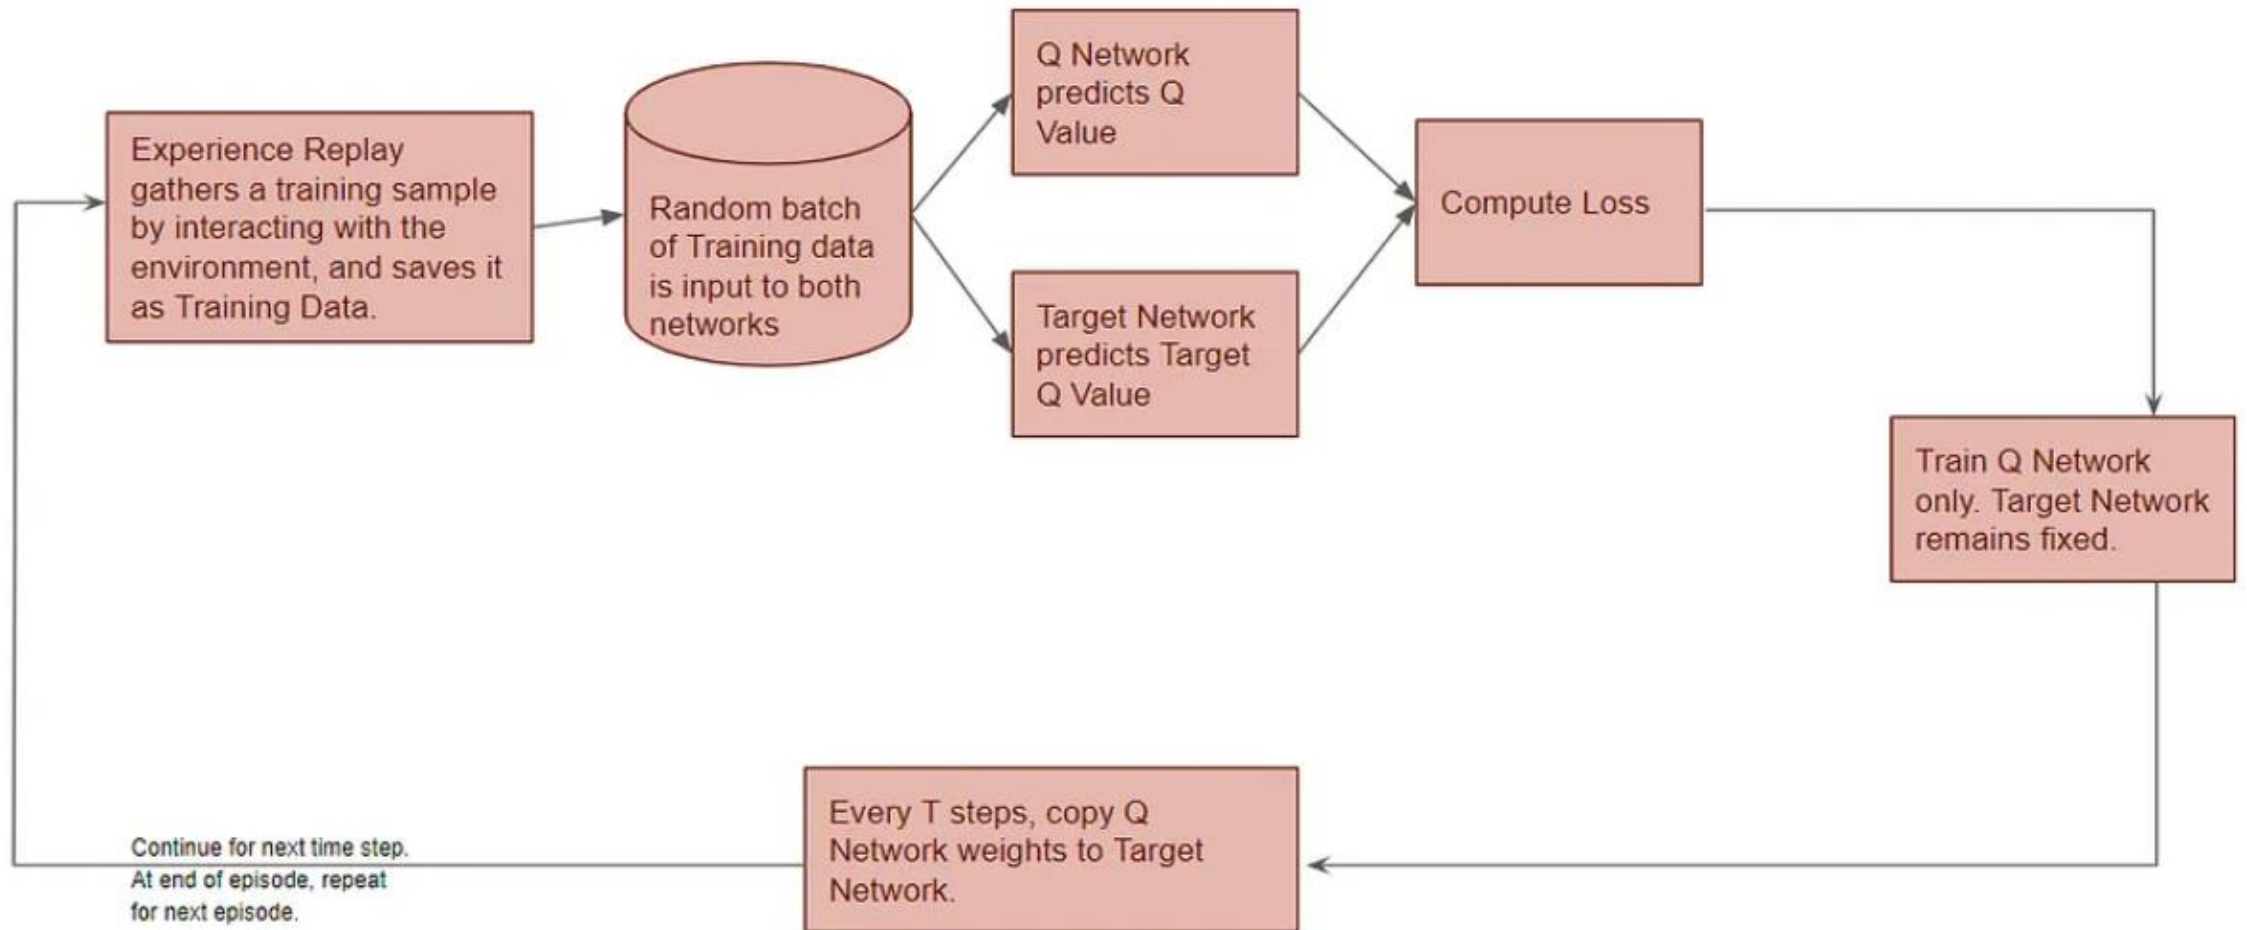 Experience Replay
gathers a training sample
by interacting with the
environment, and saves it
as Training Data.
Random batch
of Training data
is input to both
networks
Q Network
predicts Q
Value
Target Network
predicts Target
Q Value
Compute Loss
Train Q Network
only. Target Network
remains fixed.
Every T steps, copy Q
Network weights to Target
Network.
Continue for next time step.
At end of episode, repeat
for next episode.